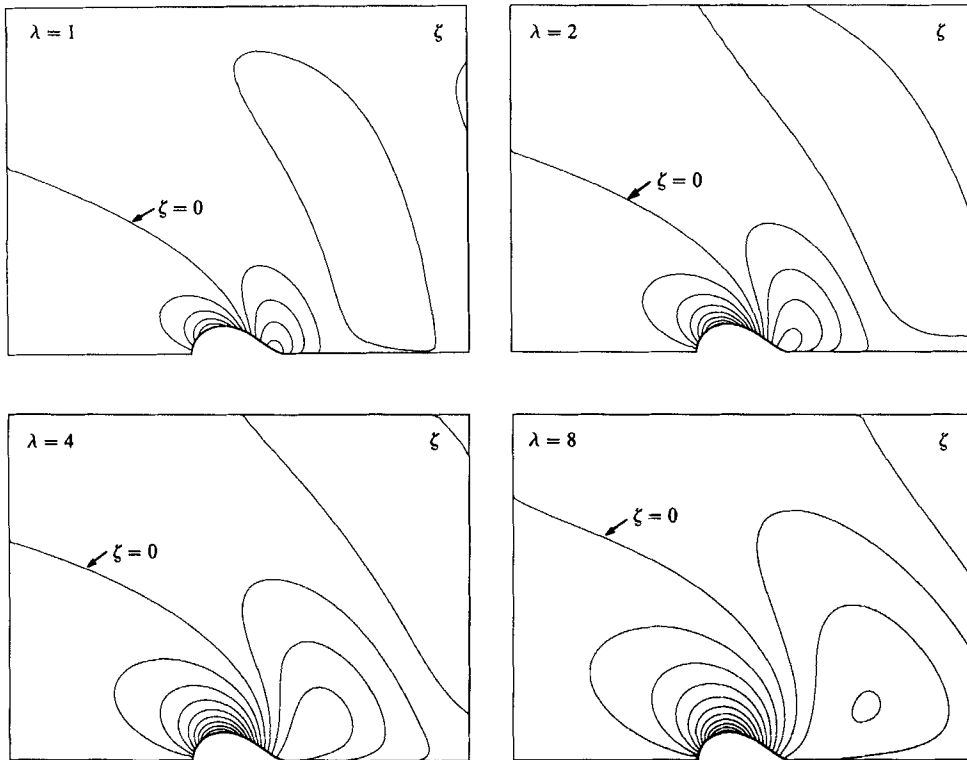 λ = 1
ζ
ζ = 0
λ = 2
ζ
ζ = 0
λ = 4
ζ
ζ = 0
λ = 8
ζ
ζ = 0